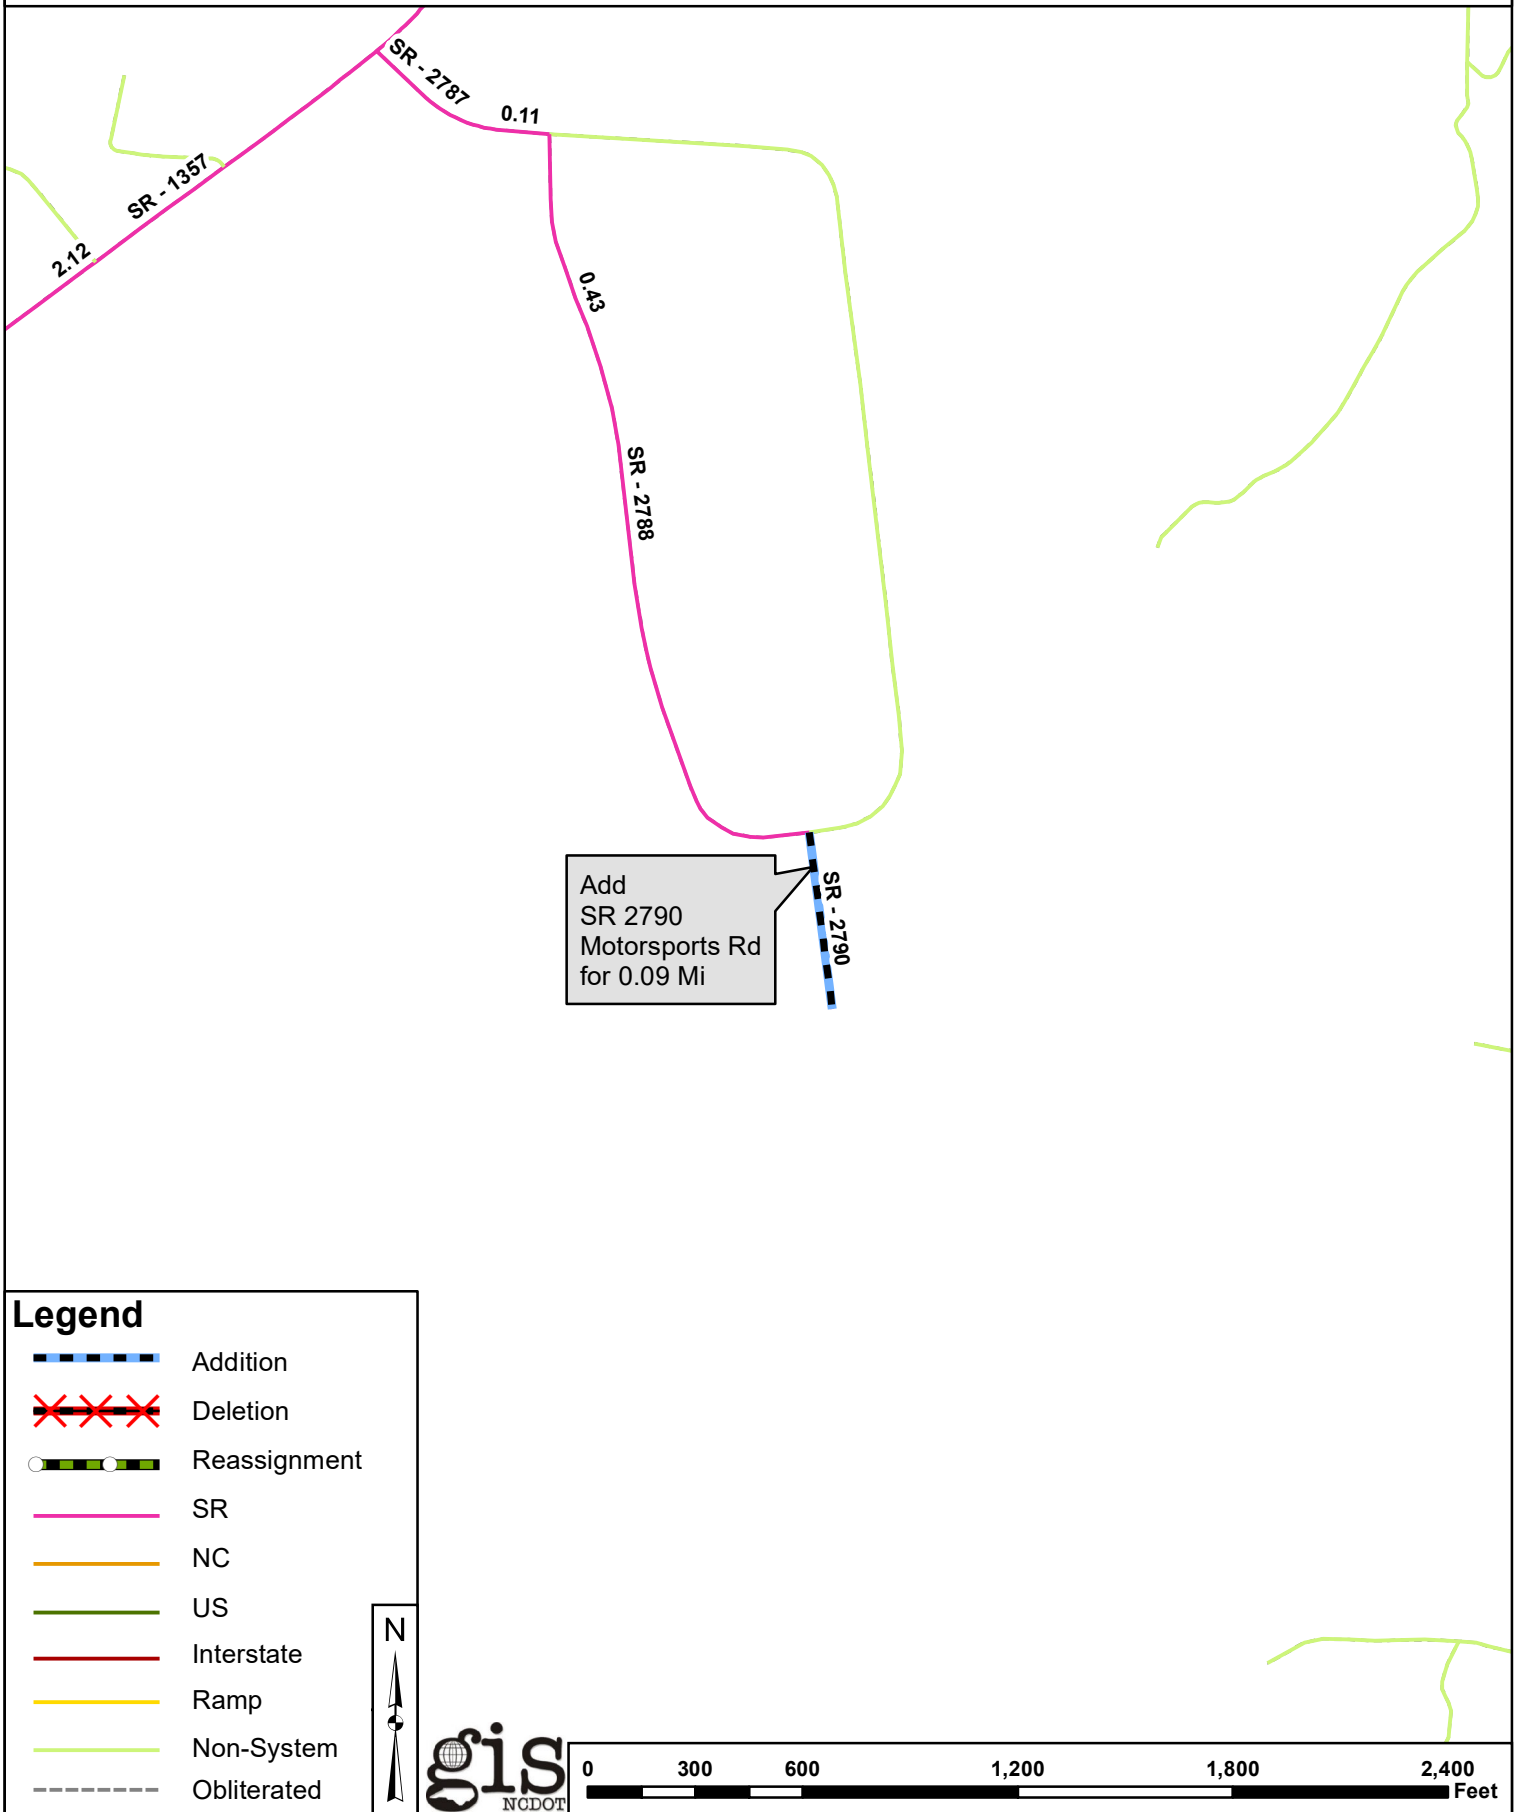 SR - 2787
0.11
SR - 1357
2.12
0.43
SR - 2788
Add
SR 2790
Motorsports Rd
for 0.09 Mi
SR - 2790
Legend
Addition
Deletion
Reassignment
SR
NC
US
Interstate
Ramp
Non-System
Obliterated
N
gis
NCDOT
0 300 600 1,200 1,800 2,400
Feet